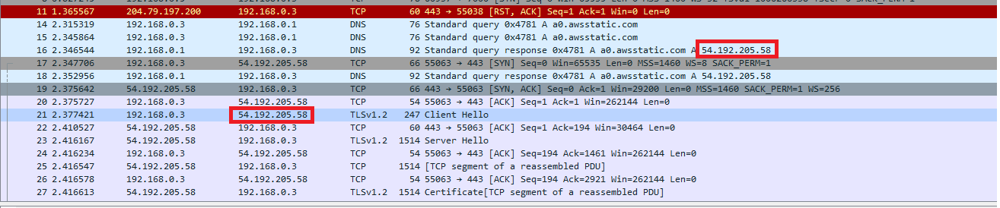 11 1.365567 204.79.197.200 192.168.0.3 TCP 60 443 → 55038 [RST, ACK] Seq=1 Ack=1 Win=0 Len=0
14 2.315319 192.168.0.3 192.168.0.1 DNS 76 Standard query 0x4781 A a0.awsstatic.com
15 2.345864 192.168.0.3 192.168.0.1 DNS 76 Standard query 0x4781 A a0.awsstatic.com
16 2.346544 192.168.0.1 192.168.0.3 DNS 92 Standard query response 0x4781 A a0.awsstatic.com A 54.192.205.58
17 2.347706 192.168.0.3 54.192.205.58 TCP 66 55063 → 443 [SYN] Seq=0 Win=65535 Len=0 MSS=1460 WS=8 SACK_PERM=1
18 2.352956 192.168.0.1 192.168.0.3 DNS 92 Standard query response 0x4781 A a0.awsstatic.com A 54.192.205.58
19 2.375642 54.192.205.58 192.168.0.3 TCP 66 443 → 55063 [SYN, ACK] Seq=0 Ack=1 Win=29200 Len=0 MSS=1460 SACK_PERM=1 WS=256
20 2.375727 192.168.0.3 54.192.205.58 TCP 54 55063 → 443 [ACK] Seq=1 Ack=1 Win=262144 Len=0
21 2.377421 192.168.0.3 54.192.205.58 TLSv1.2 247 Client Hello
22 2.410527 54.192.205.58 192.168.0.3 TCP 60 443 → 55063 [ACK] Seq=1 Ack=194 Win=30464 Len=0
23 2.416167 54.192.205.58 192.168.0.3 TLSv1.2 1514 Server Hello
24 2.416234 192.168.0.3 54.192.205.58 TCP 54 55063 → 443 [ACK] Seq=194 Ack=1461 Win=262144 Len=0
25 2.416547 54.192.205.58 192.168.0.3 TCP 1514 [TCP segment of a reassembled PDU]
26 2.416578 192.168.0.3 54.192.205.58 TCP 54 55063 → 443 [ACK] Seq=194 Ack=2921 Win=262144 Len=0
27 2.416613 54.192.205.58 192.168.0.3 TLSv1.2 1514 Certificate[TCP segment of a reassembled PDU]